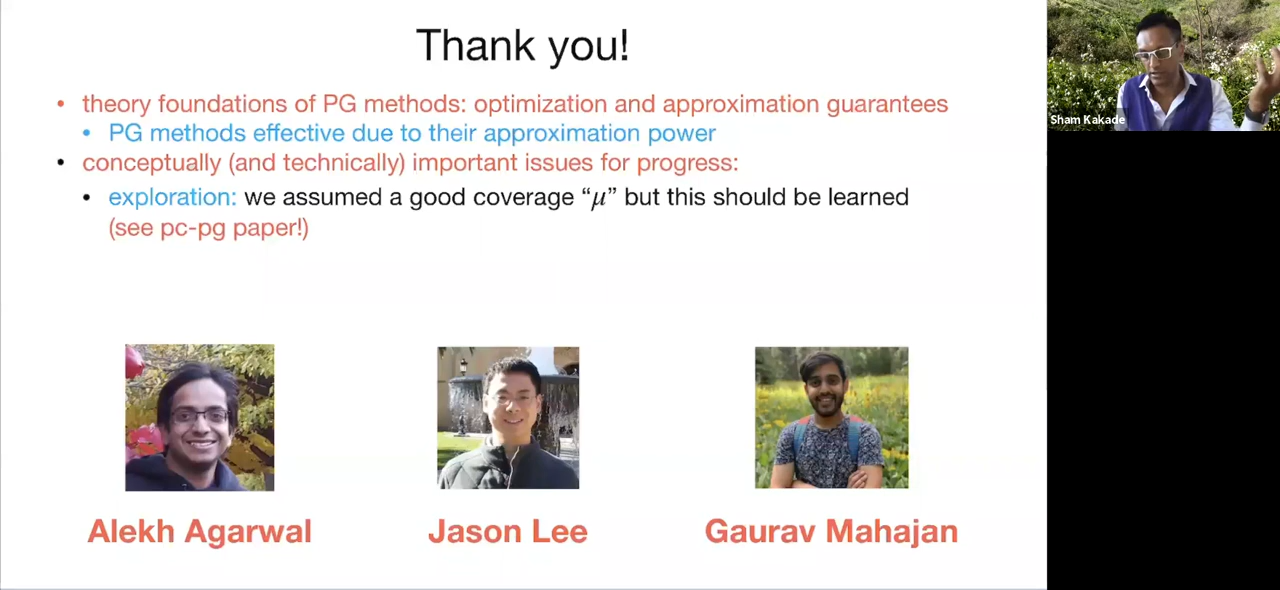 Thank you!
• theory foundations of PG methods: optimization and approximation guarantees
• PG methods effective due to their approximation power
• conceptually (and technically) important issues for progress:
• exploration: we assumed a good coverage “μ” but this should be learned
(see pc-pg paper!)
Alekh Agarwal
Jason Lee
Gaurav Mahajan
Sham Kakade